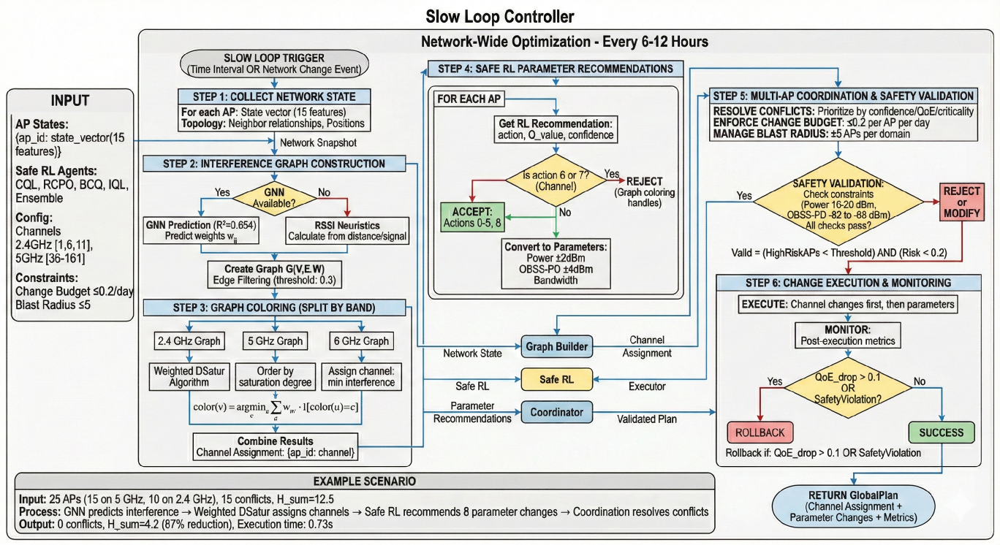 Slow Loop Controller
Network-Wide Optimization - Every 6-12 Hours
INPUT
AP States:
{ap_id: state_vector(15
features)}
Safe RL Agents:
CQL, RCPO, BCQ, IQL,
Ensemble
Config:
Channels
2.4GHz [1,6,11],
5GHz [36-161]
Constraints:
Change Budget ≤0.2/day
Blast Radius ≤5
SLOW LOOP TRIGGER
(Time Interval OR Network Change Event)
STEP 1: COLLECT NETWORK STATE
For each AP: State vector (15 features)
Topology: Neighbor relationships, Positions
Network Snapshot
STEP 2: INTERFERENCE GRAPH CONSTRUCTION
GNN
Available?
Yes
No
GNN Prediction (R²=0.654)
Predict weights w_ij
RSSI Neuristics
Calculate from distance/signal
Create Graph G(V,E.W)
Edge Filtering (threshold: 0.3)
STEP 3: GRAPH COLORING (SPLIT BY BAND)
2.4 GHz Graph
5 GHz Graph
6 GHz Graph
Weighted DSatur
Algorithm
Order by
saturation degree
Assign channel:
min interference
Combine Results
Channel Assignment: {ap_id: channel}
STEP 4: SAFE RL PARAMETER RECOMMENDATIONS
FOR EACH AP
Get RL Recommendation:
action, Q_value, confidence
is action 6 or 7?
(Channe!)
Yes
REJECT
(Graph coloring
handles)
No
ACCEPT:
Actions 0-5, 8
Convert to Parameters:
Power ±2dBm
OBSS-PO ±4dBm
Bandwidth
Network State
Graph Builder
Channel
Assignment
Safe RL
Safe RL
Executor
Parameter
Recommendations
Coordinator
Validated Plan
STEP 5: MULTI-AP COORDINATION & SAFETY VALIDATION
RESOLVE CONFLICTS: Prioritize by confidence/QoE/criticality
ENFORCE CHANGE BUDGET: ≤0.2 per AP per day
MANAGE BLAST RADIUS: ±5 APs per domain
SAFETY VALIDATION:
Check constraints
(Power 16-20 dBm,
OBSS-PD -82 to -68 dBm)
All checks pass?
Yes
REJECT
or
MODIFY
Valld = (HighRiskAPs < Threshold) AND (Risk < 0.2)
STEP 6: CHANGE EXECUTION & MONITORING
EXECUTE: Channel changes first, then parameters
MONITOR:
Post-execution metrics
QoE_drop > 0.1
OR
SafetyViolation?
Yes
No
ROLLBACK
SUCCESS
Rollback if: QoE_drop > 0.1 OR SafetyViolation
RETURN GlobalPlan
(Channel Assignment +
Parameter Changes + Metrics)
EXAMPLE SCENARIO
Input: 25 APs (15 on 5 GHz, 10 on 2.4 GHz), 15 conflicts, H_sum=12.5
Process: GNN predicts interference → Weighted DSatur assigns channels → Safe RL recommends 8 parameter changes → Coordination resolves conflicts
Output: 0 conflicts, H_sum=4.2 (87% reduction), Execution time: 0.73s